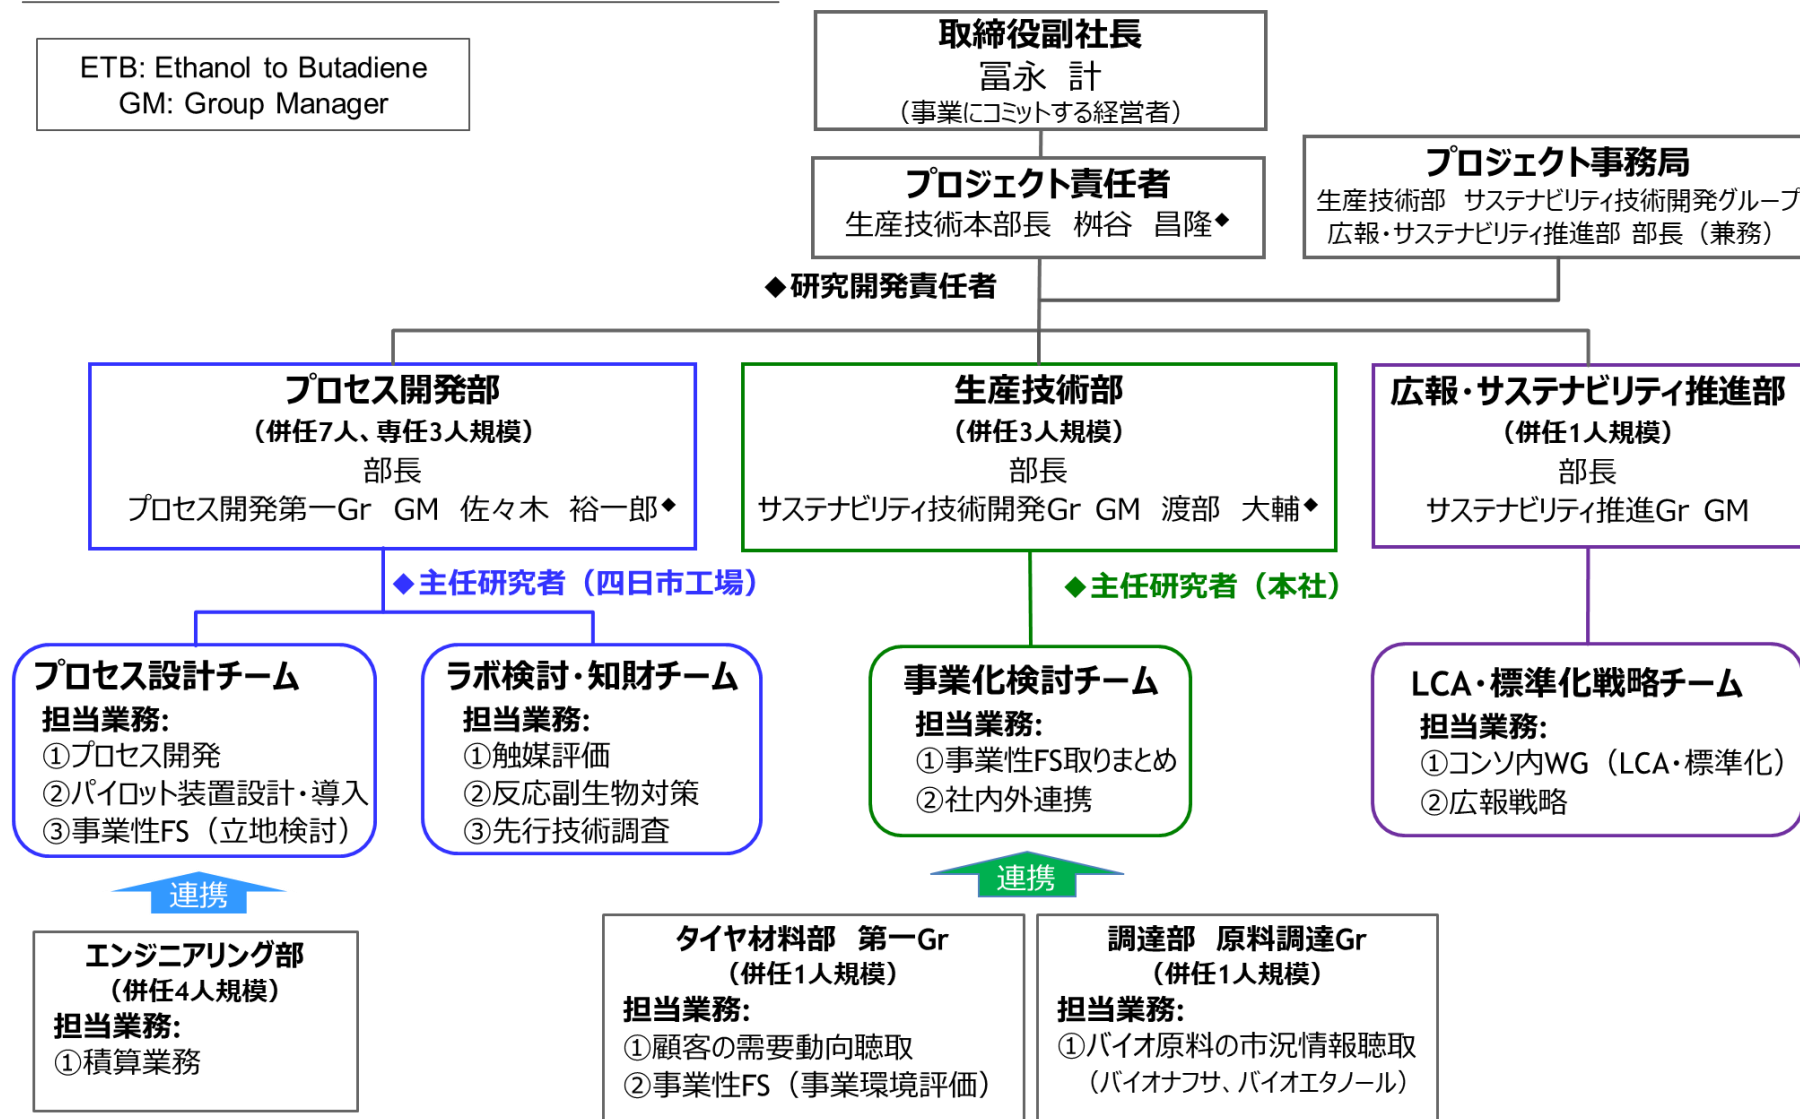 ETB: Ethanol to Butadiene
GM: Group Manager
取締役副社長
冨永 計
（事業にコミットする経営者）
プロジェクト責任者
生産技術本部長 桝谷 昌隆◆
プロジェクト事務局
生産技術部 サステナビリティ技術開発グループ
広報・サステナビリティ推進部 部長（兼務）
◆研究開発責任者
プロセス開発部
（併任7人、専任3人規模）
部長
プロセス開発第一Gr GM 佐々木 裕一郎◆
生産技術部
（併任3人規模）
部長
サステナビリティ技術開発Gr GM 渡部 大輔◆
広報・サステナビリティ推進部
（併任1人規模）
部長
サステナビリティ推進Gr GM
◆主任研究者（四日市工場）
◆主任研究者（本社）
プロセス設計チーム
担当業務:
①プロセス開発
②パイロット装置設計・導入
③事業性FS（立地検討）
ラボ検討・知財チーム
担当業務:
①触媒評価
②反応副生物対策
③先行技術調査
事業化検討チーム
担当業務:
①事業性FS取りまとめ
②社内外連携
LCA・標準化戦略チーム
担当業務:
①コンソ内WG（LCA・標準化）
②広報戦略
連携
連携
エンジニアリング部
（併任4人規模）
担当業務:
①積算業務
タイヤ材料部 第一Gr
（併任1人規模）
担当業務:
①顧客の需要動向聴取
②事業性FS（事業環境評価）
調達部 原料調達Gr
（併任1人規模）
担当業務:
①バイオ原料の市況情報聴取
（バイオナフサ、バイオエタノール）